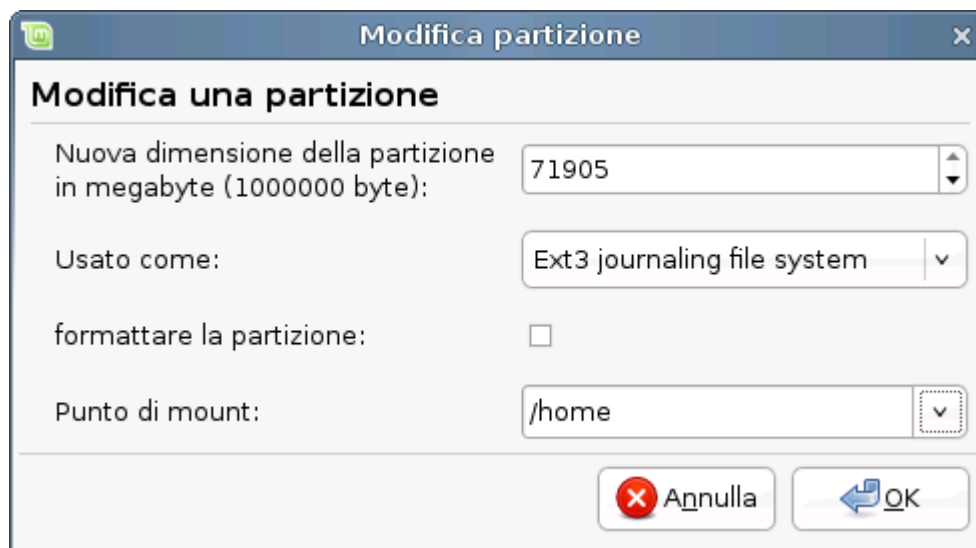 Modifica partizione
Modifica una partizione
Nuova dimensione della partizione
in megabyte (1000000 byte):
71905
Usato come:
Ext3 journaling file system
formattare la partizione:
Punto di mount:
/home
Annulla
OK